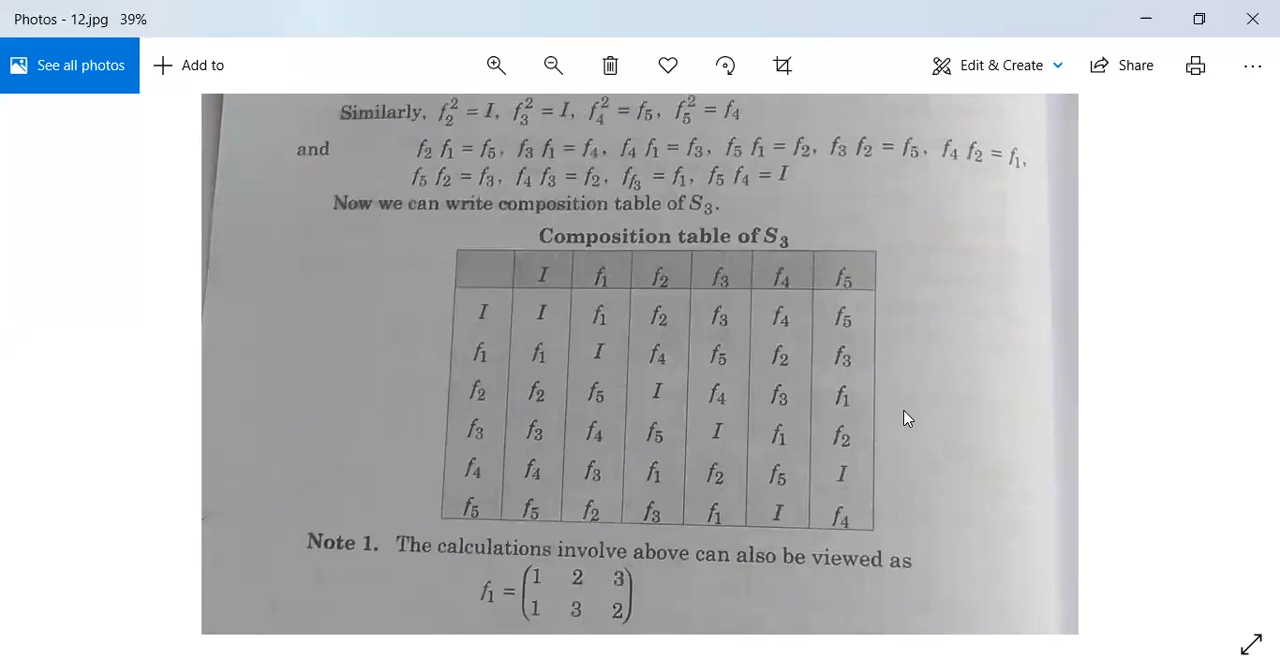 Photos - 12.jpg 39%
See all photos
Add to
Edit & Create
Share
Similarly, f₂² = I, f₃² = I, f₄² = f₅, f₅² = f₄
and f₂ f₁ = f₅, f₃ f₁ = f₄, f₄ f₁ = f₃, f₅ f₁ = f₂, f₃ f₂ = f₅, f₄ f₂ = f₁,
f₅ f₂ = f₃, f₄ f₃ = f₂, ff₃ = f₁, f₅ f₄ = I
Now we can write composition table of S₃.
Composition table of S₃
I f₁ f₂ f₃ f₄ f₅
I I f₁ f₂ f₃ f₄ f₅
f₁ f₁ I f₄ f₅ f₂ f₃
f₂ f₂ f₅ I f₄ f₃ f₁
f₃ f₃ f₄ f₅ I f₁ f₂
f₄ f₄ f₃ f₁ f₂ f₅ I
f₅ f₅ f₂ f₃ f₁ I f₄
Note 1. The calculations involve above can also be viewed as
f₁ = (1 2 3
1 3 2)